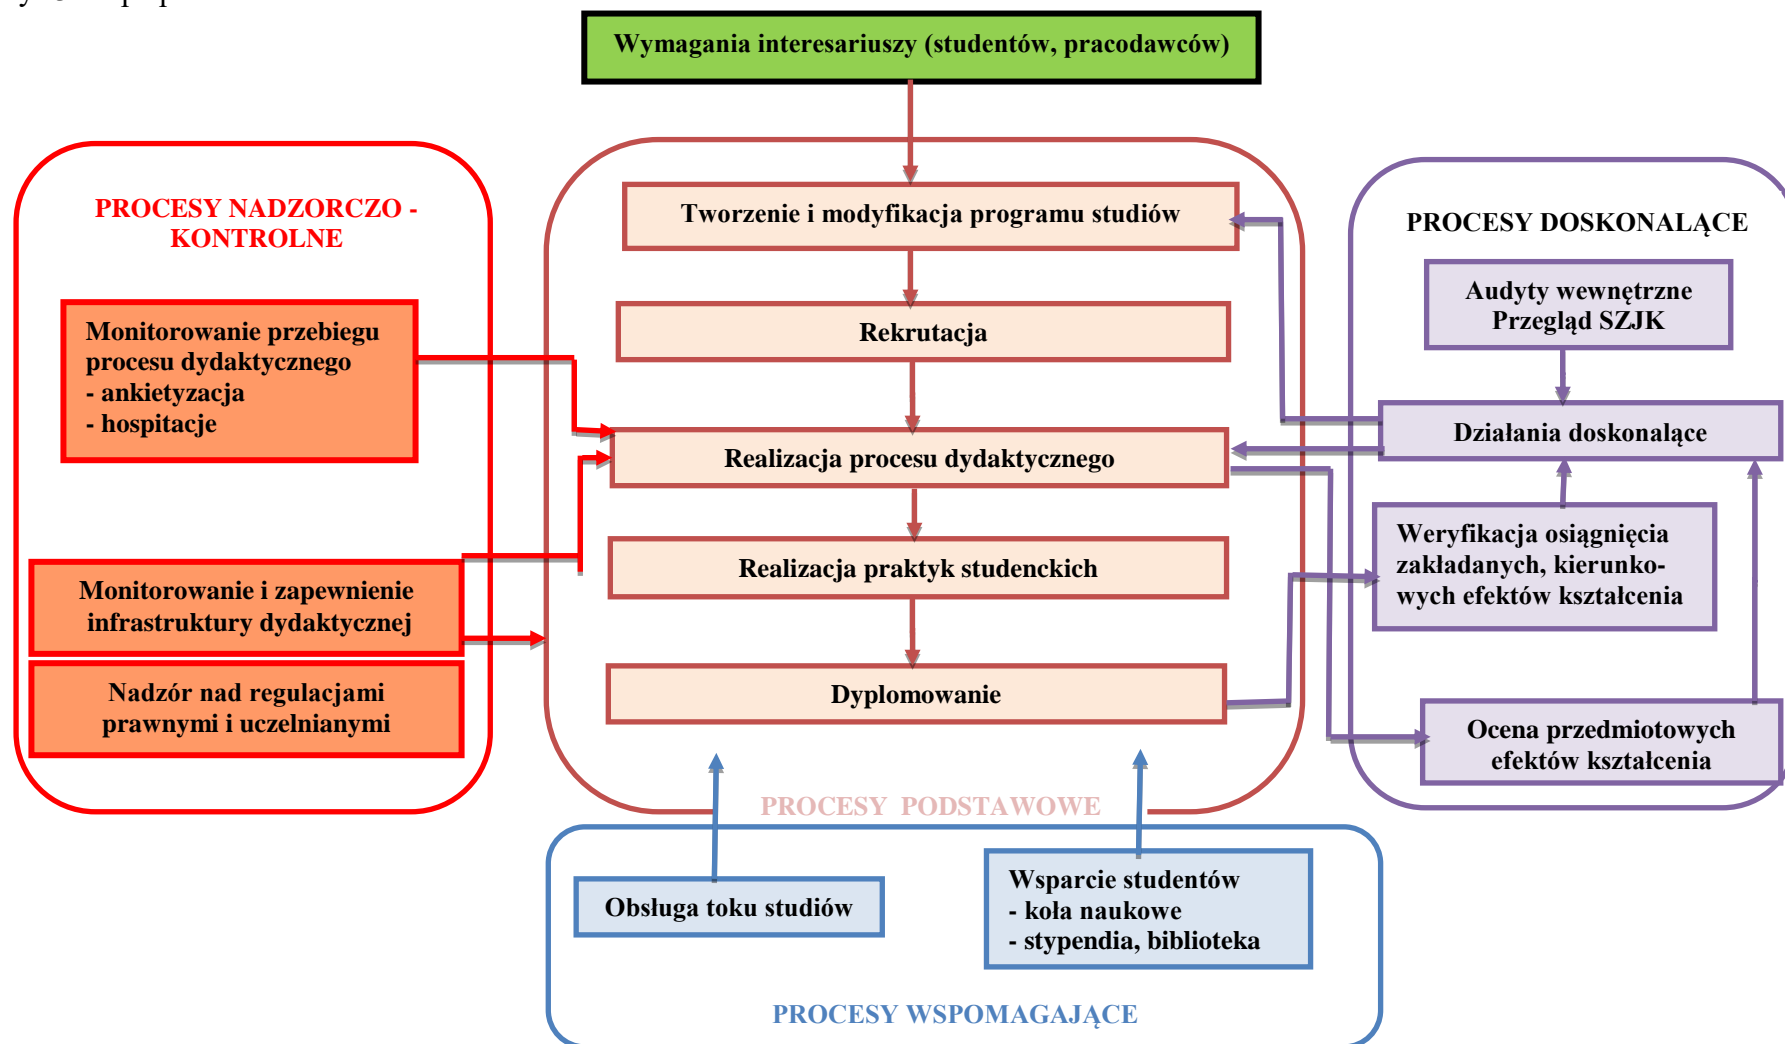 Wymagania interesariuszy (studentów, pracodawców)
PROCESY NADZORCZO -
KONTROLNE
Monitorowanie przebiegu
procesu dydaktycznego
- ankietyzacja
- hospitacje
Monitorowanie i zapewnienie
infrastruktury dydaktycznej
Nadzór nad regulacjami
prawnymi i uczelnianymi
Tworzenie i modyfikacja programu studiów
Rekrutacja
Realizacja procesu dydaktycznego
Realizacja praktyk studenckich
Dyplomowanie
PROCESY PODSTAWOWE
PROCESY DOSKONALĄCE
Audyty wewnętrzne
Przegląd SZJK
Działania doskonalące
Weryfikacja osiągnięcia
zakładanych, kierunko-
wych efektów kształcenia
Ocena przedmiotowych
efektów kształcenia
Obsługa toku studiów
Wsparcie studentów
- koła naukowe
- stypendia, biblioteka
PROCESY WSPOMAGAJĄCE